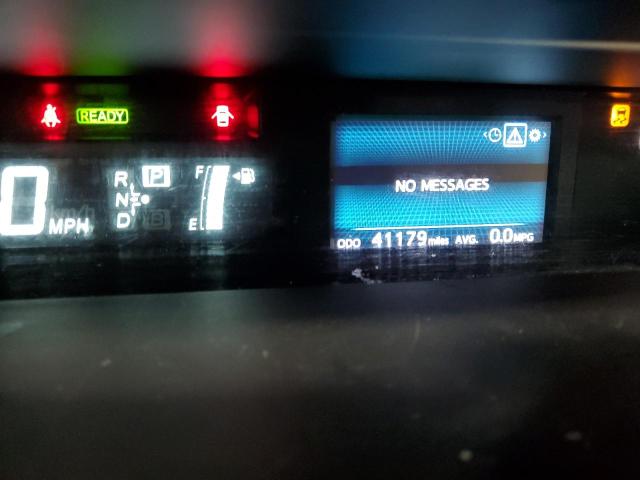 READY
0 MPH
R P
N
D B
F
E
NO MESSAGES
ODO 41179 miles AVG. 0.0 MPG